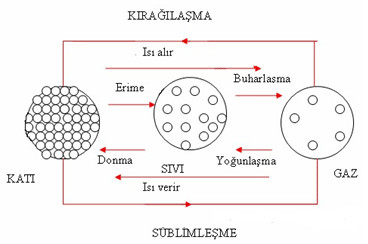 KIRAĞILAŞMA
Isı alır
Erime
Buharlaşma
Donma
Yoğunlaşma
SIVI
KATI
GAZ
Isı verir
SÜBLİMLEŞME